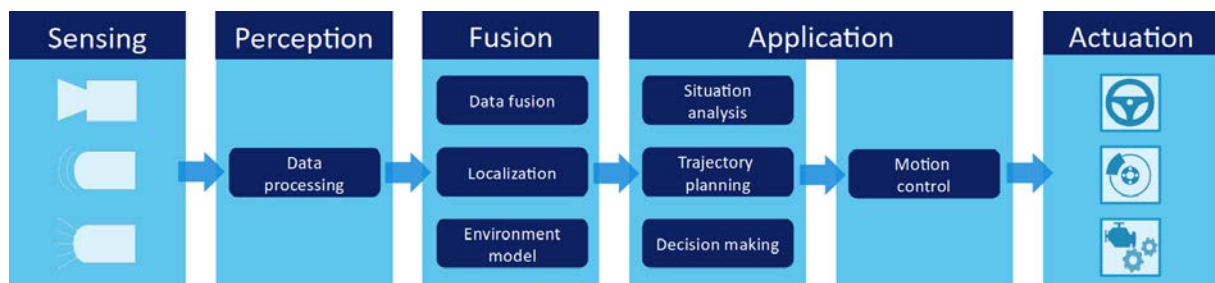 Sensing
Perception
Fusion
Application
Actuation
Data
processing
Data fusion
Localization
Environment
model
Situation
analysis
Trajectory
planning
Decision making
Motion
control